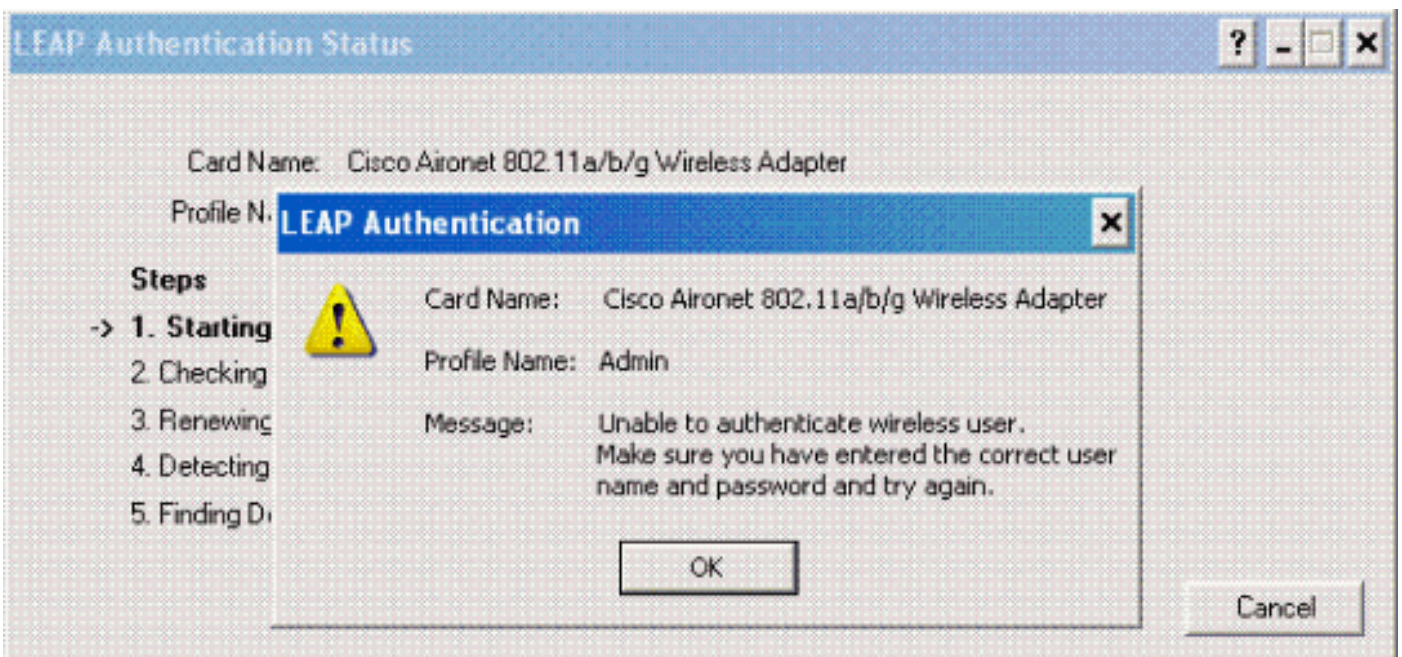 LEAP Authentication Status
Card Name: Cisco Aironet 802.11a/b/g Wireless Adapter
Profile N
LEAP Authentication
Steps
-> 1. Starting
2. Checking
3. Renewing
4. Detecting
5. Finding D
Card Name: Cisco Aironet 802.11a/b/g Wireless Adapter
Profile Name: Admin
Message: Unable to authenticate wireless user.
Make sure you have entered the correct user
name and password and try again.
OK
Cancel